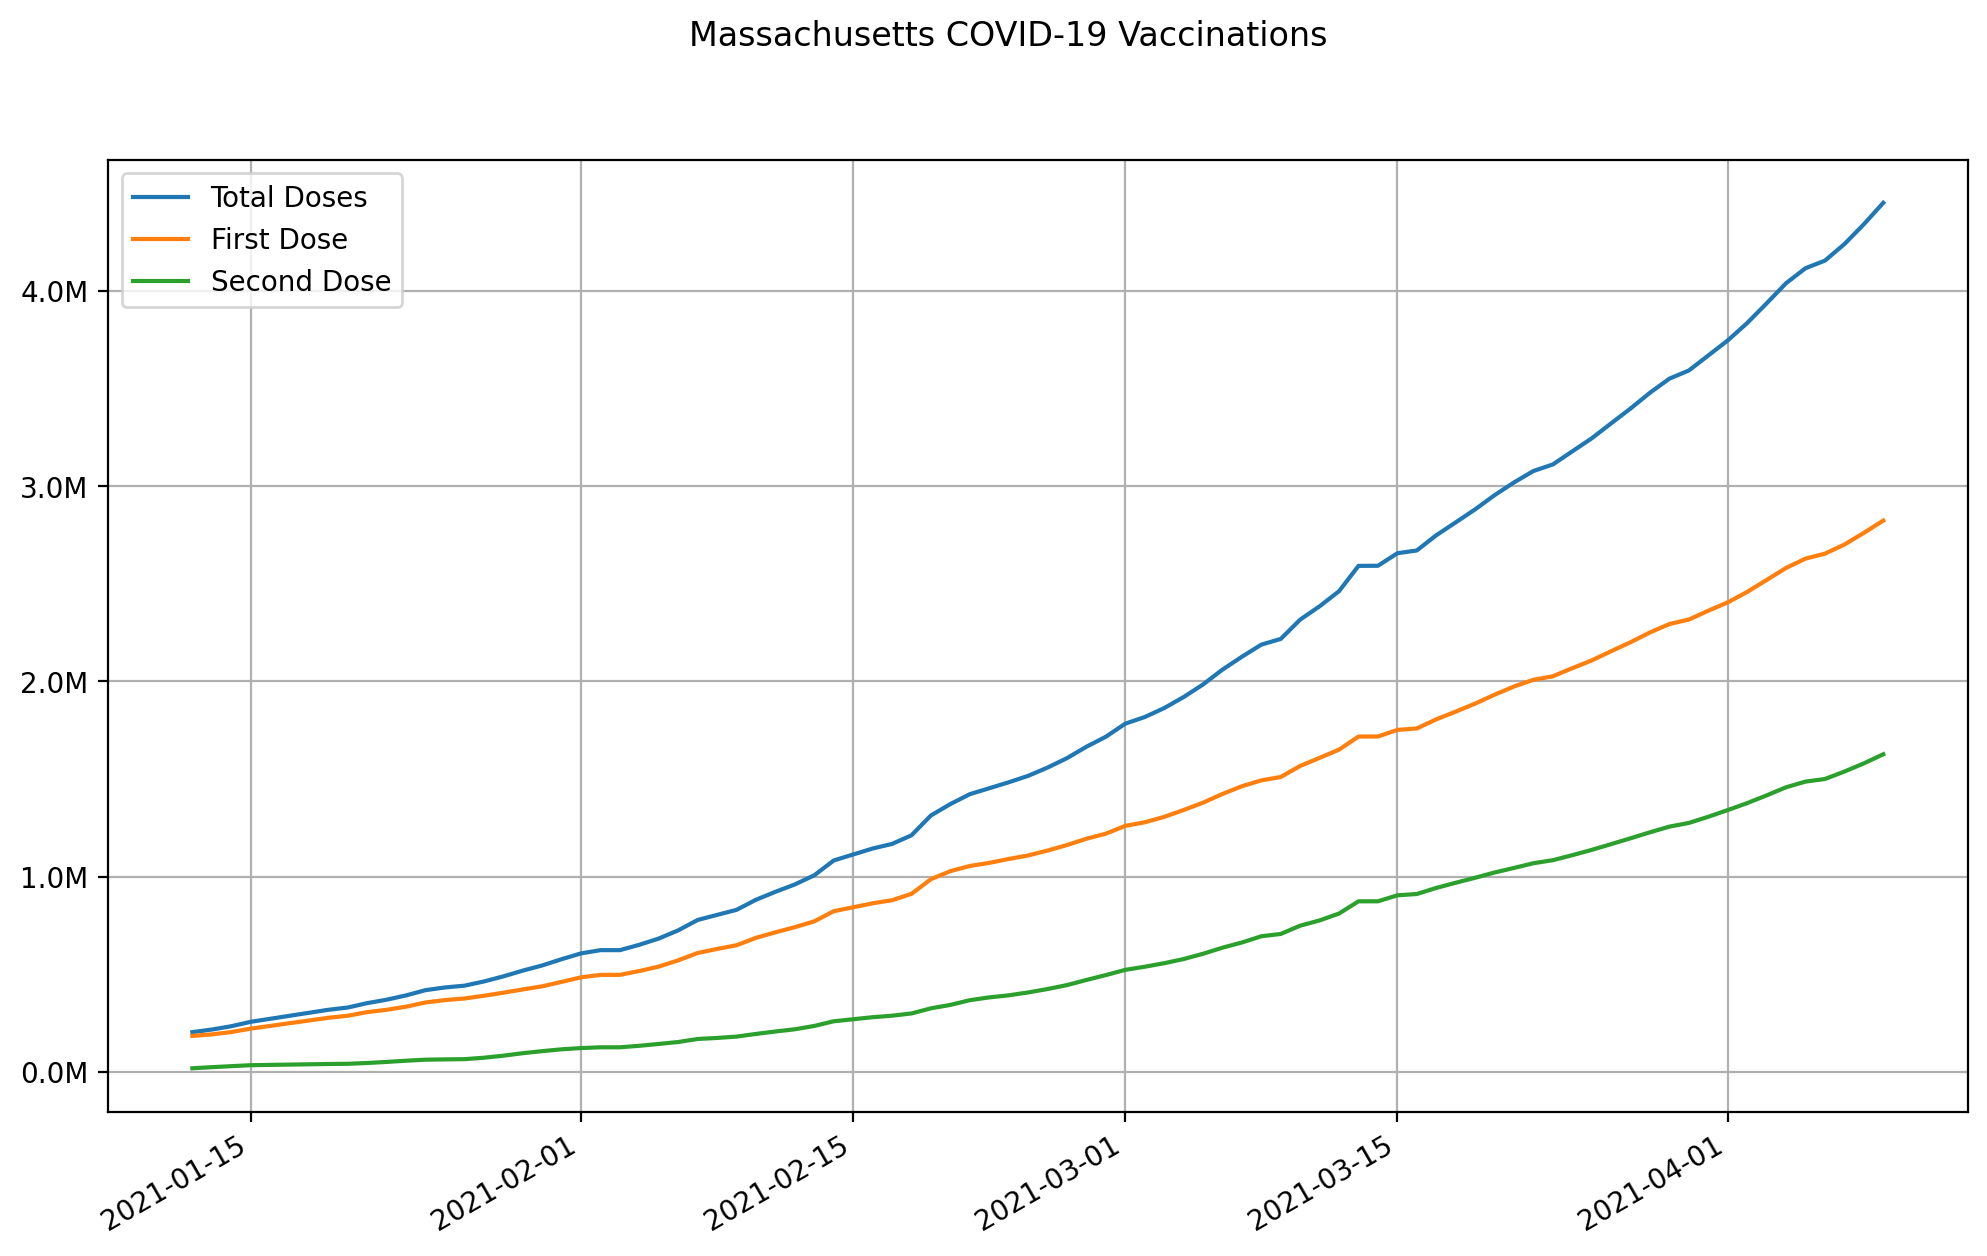 Massachusetts COVID-19 Vaccinations
Total Doses
First Dose
Second Dose
4.0M
3.0M
2.0M
1.0M
0.0M
2021-01-15
2021-02-01
2021-02-15
2021-03-01
2021-03-15
2021-04-01